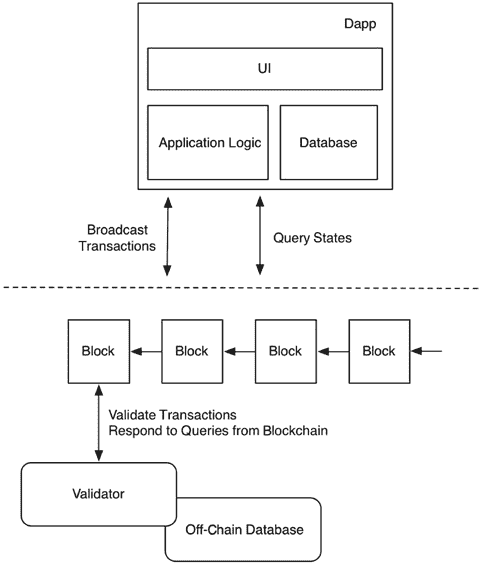 Dapp
UI
Application Logic
Database
Broadcast
Transactions
Query States
Block
Block
Block
Block
Validate Transactions
Respond to Queries from Blockchain
Validator
Off-Chain Database